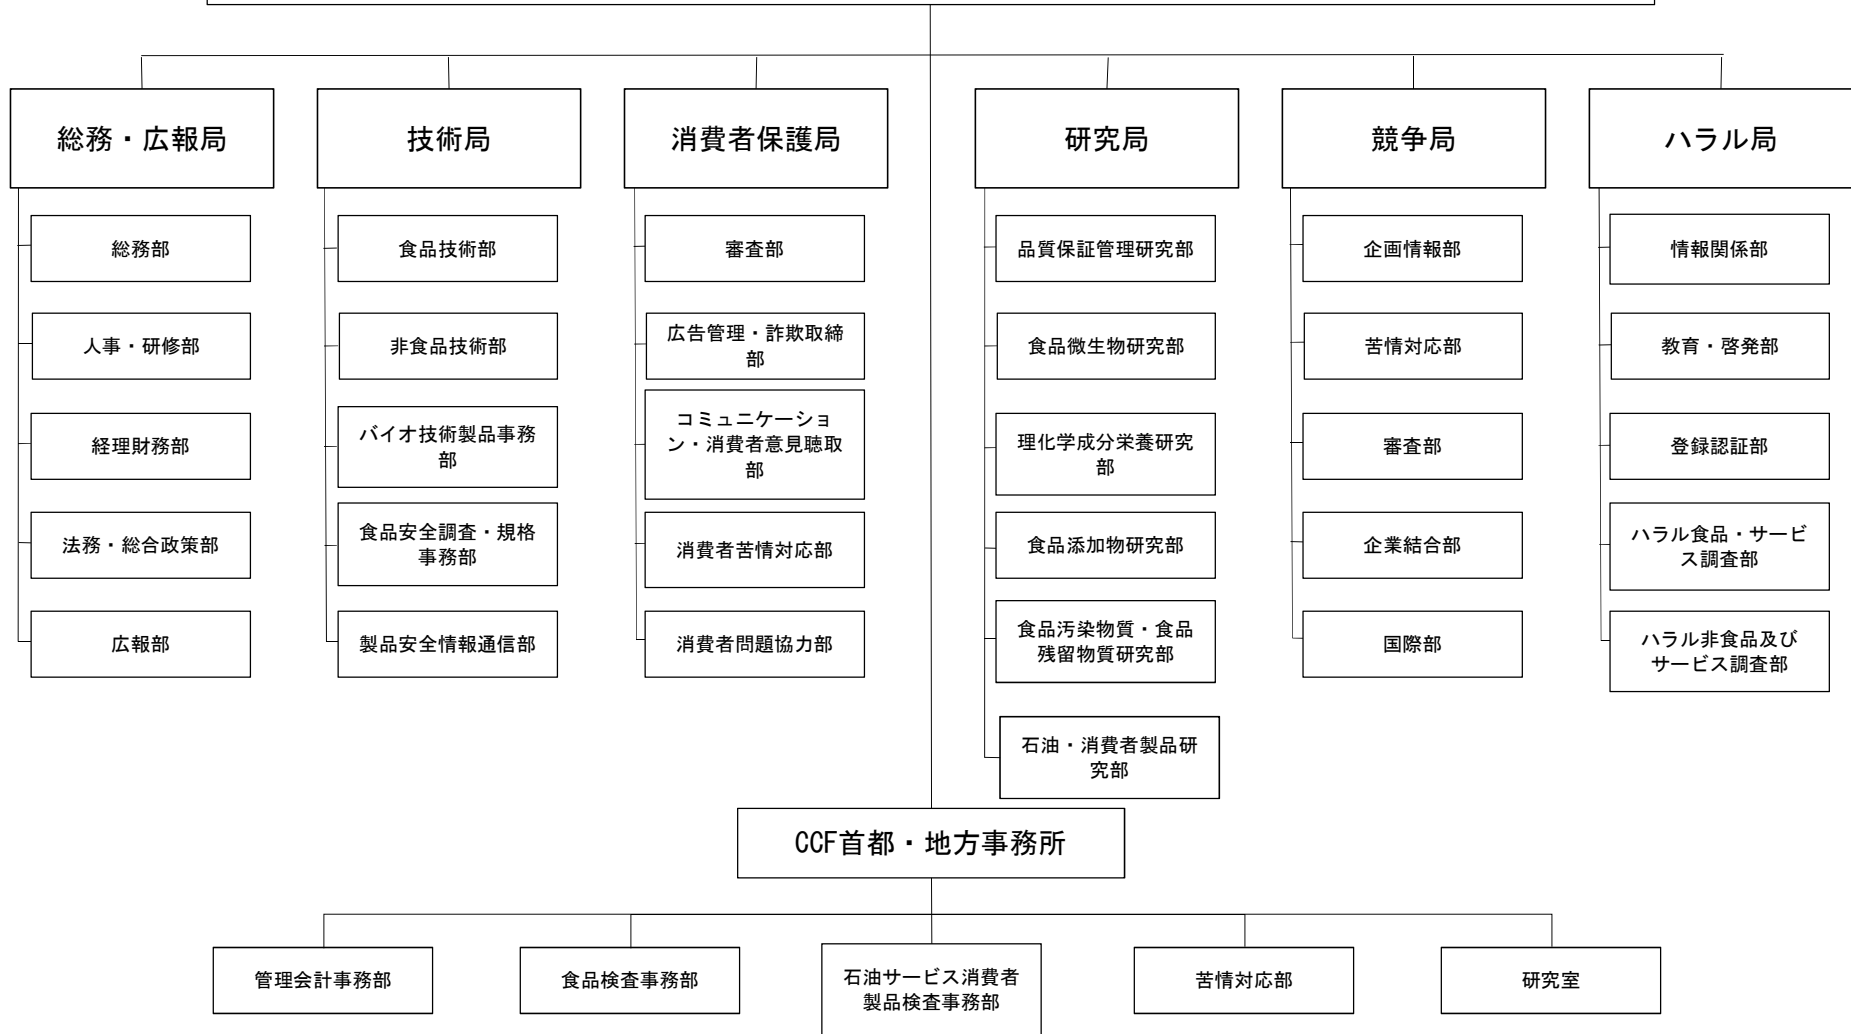 総務・広報局
技術局
消費者保護局
研究局
競争局
ハラル局
総務部
人事・研修部
経理財務部
法務・総合政策部
広報部
食品技術部
非食品技術部
バイオ技術製品事務
部
食品安全調査・規格
事務部
製品安全情報通信部
審査部
広告管理・詐欺取締
部
コミュニケーショ
ン・消費者意見聴取
部
消費者苦情対応部
消費者問題協力部
品質保証管理研究部
食品微生物研究部
理化学成分栄養研究
部
食品添加物研究部
食品汚染物質・食品
残留物質研究部
石油・消費者製品研
究部
企画情報部
苦情対応部
審査部
企業結合部
国際部
情報関係部
教育・啓発部
登録認証部
ハラル食品・サービ
ス調査部
ハラル非食品及び
サービス調査部
CCF首都・地方事務所
管理会計事務部
食品検査事務部
石油サービス消費者
製品検査事務部
苦情対応部
研究室